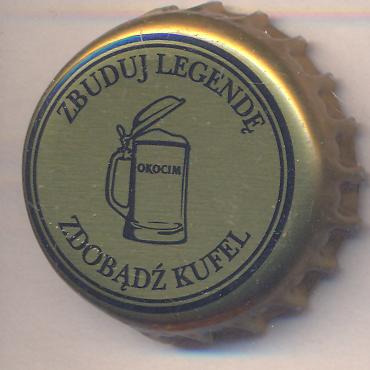 ZBUDUJ LEGENDĘ
OKOCIM
ZDOBĄDŹ KUFEL